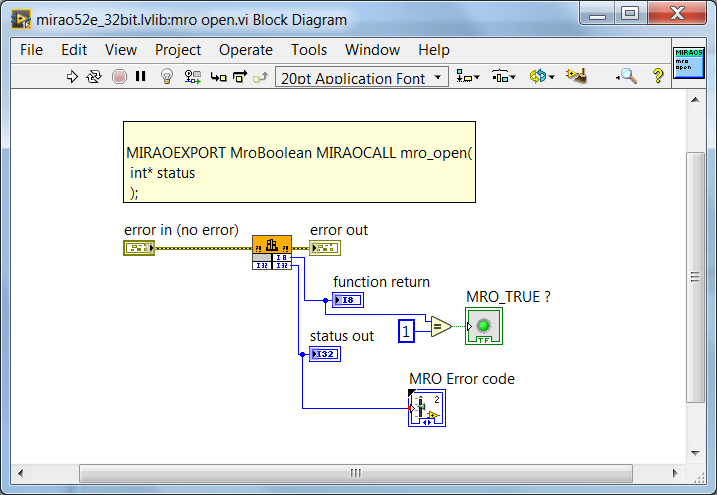 mirao52e_32bit.lvlib:mro open.vi Block Diagram
File Edit View Project Operate Tools Window Help
20pt Application Font
MIRAO5
mro
open
MIRAOEXPORT MroBoolean MIRAOCALL mro_open(
int* status
);
error in (no error)
error out
?! ?!
I8
I32 I32
function return
I8
MRO_TRUE ?
1
=
TF
status out
I32
MRO Error code
2